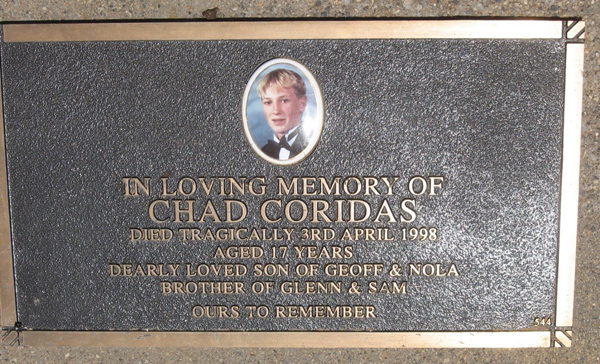 IN LOVING MEMORY OF
CHAD CORIDAS
DIED TRAGICALLY 3RD APRIL 1998
AGED 17 YEARS
DEARLY LOVED SON OF GEOFF & NOLA
BROTHER OF GLENN & SAM
OURS TO REMEMBER
544